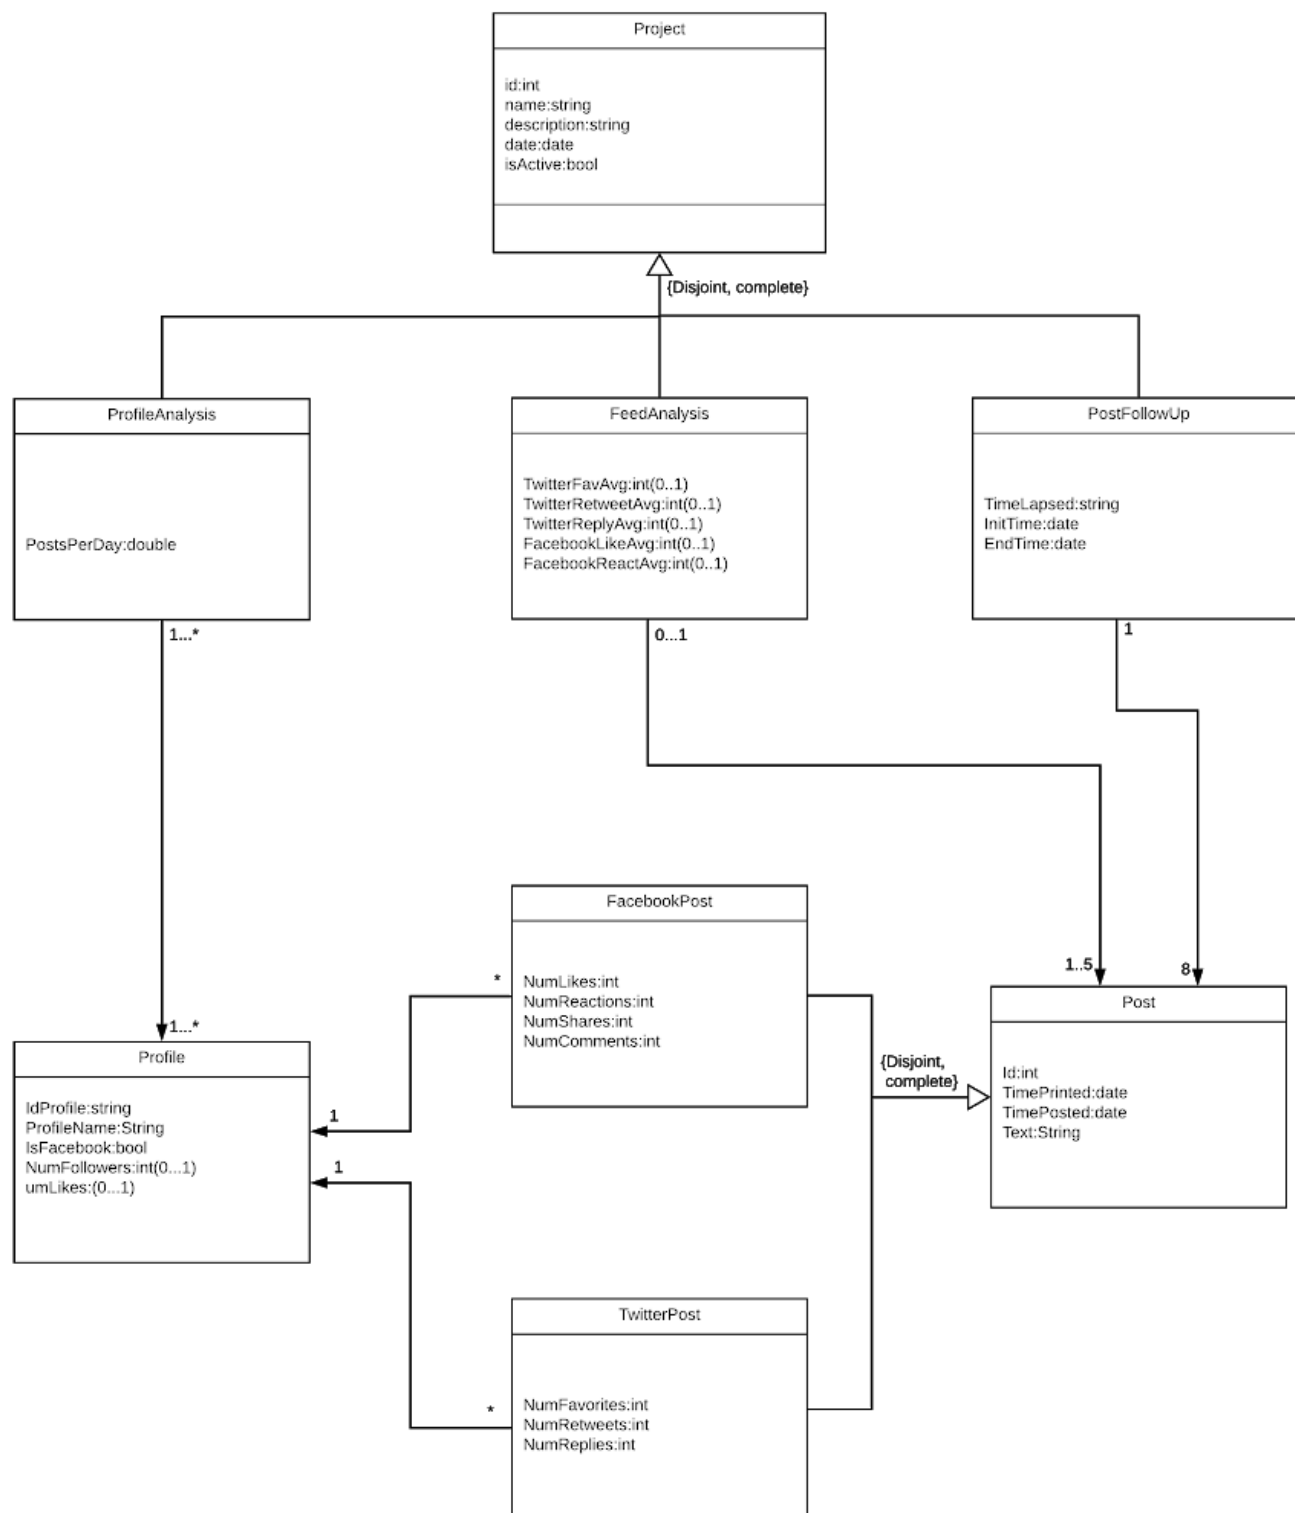 Project
id:int
name:string
description:string
date:date
isActive:bool
{Disjoint, complete}
ProfileAnalysis
PostsPerDay:double
FeedAnalysis
TwitterFavAvg:int(0..1)
TwitterRetweetAvg:int(0..1)
TwitterReplyAvg:int(0..1)
FacebookLikeAvg:int(0..1)
FacebookReactAvg:int(0..1)
PostFollowUp
TimeLapsed:string
InitTime:date
EndTime:date
1...*
0...1
1
FacebookPost
NumLikes:int
NumReactions:int
NumShares:int
NumComments:int
*
1..5
8
Post
Id:int
TimePrinted:date
TimePosted:date
Text:String
{Disjoint,
complete}
1...*
Profile
IdProfile:string
ProfileName:String
IsFacebook:bool
NumFollowers:int(0...1)
umLikes:(0...1)
1
1
TwitterPost
NumFavorites:int
NumRetweets:int
NumReplies:int
*